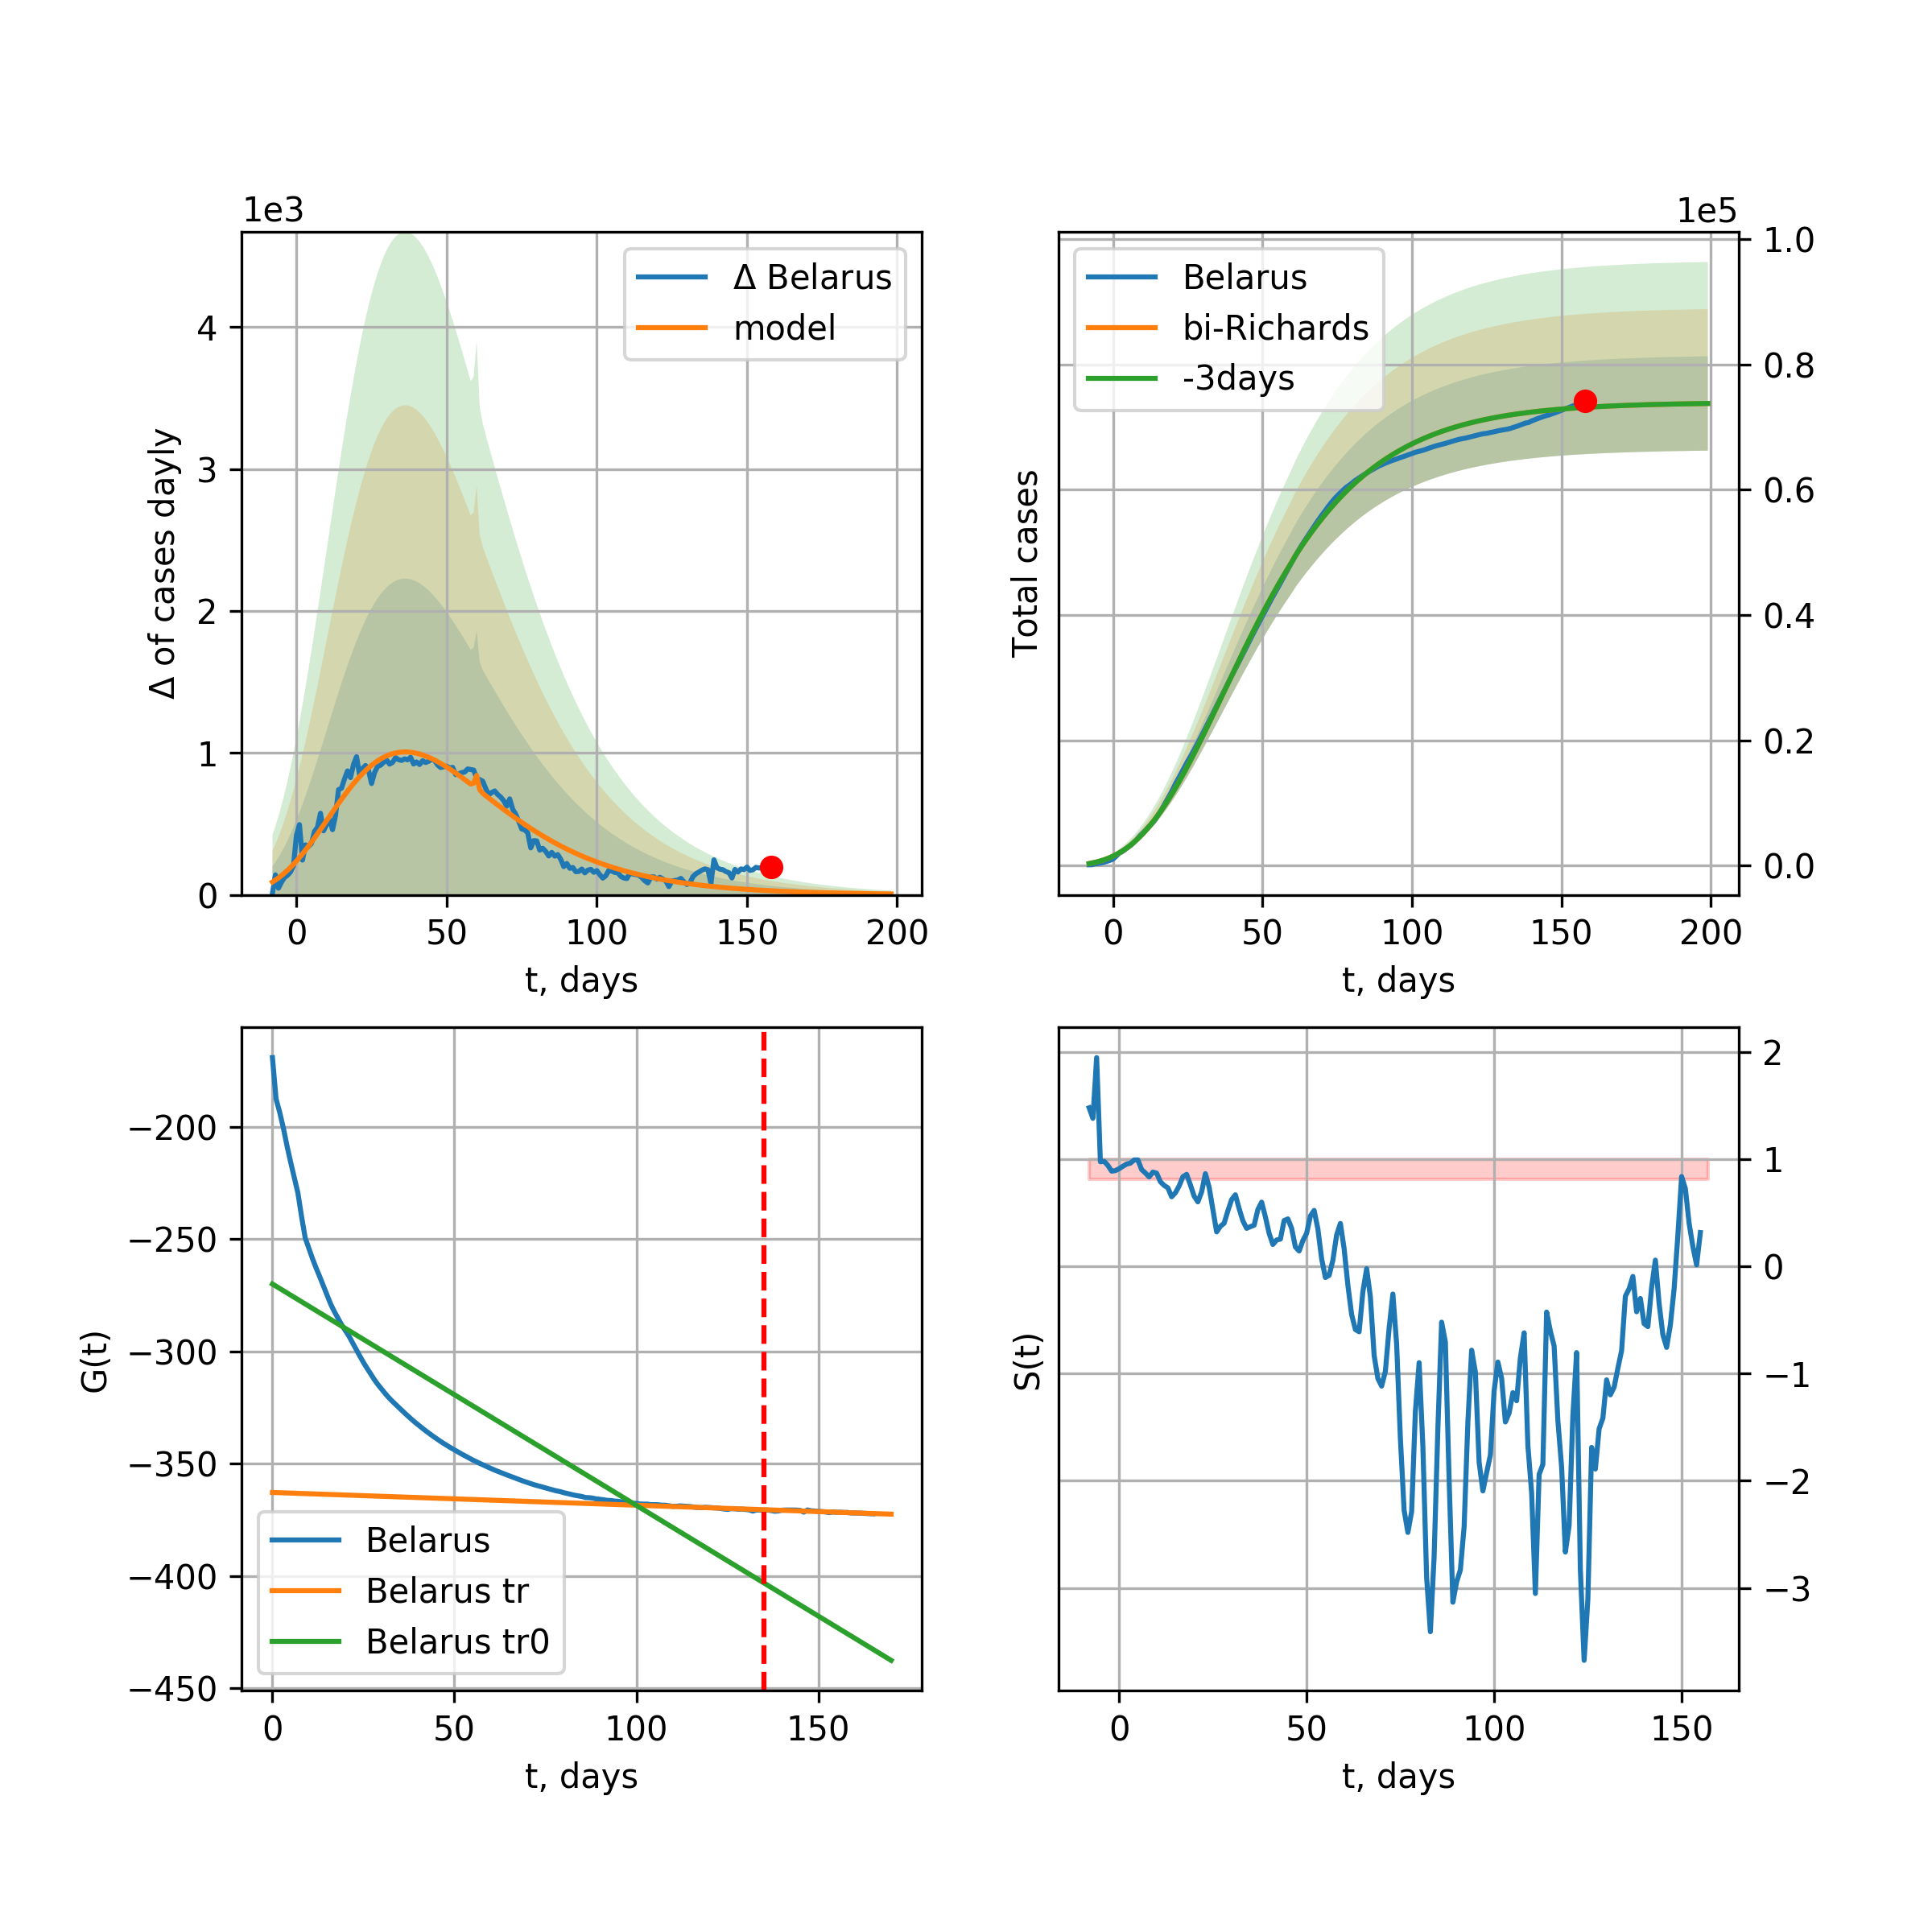 1e3
Δ of cases dayly
4
3
2
1
0
Δ Belarus
model
0 50 100 150 200
t, days
1e5
Total cases
Belarus
bi-Richards
-3days
1.0
0.8
0.6
0.4
0.2
0.0
0 50 100 150 200
t, days
G(t)
−200
−250
−300
−350
−400
−450
Belarus
Belarus tr
Belarus tr0
0 50 100 150
t, days
S(t)
2
1
0
−1
−2
−3
0 50 100 150
t, days